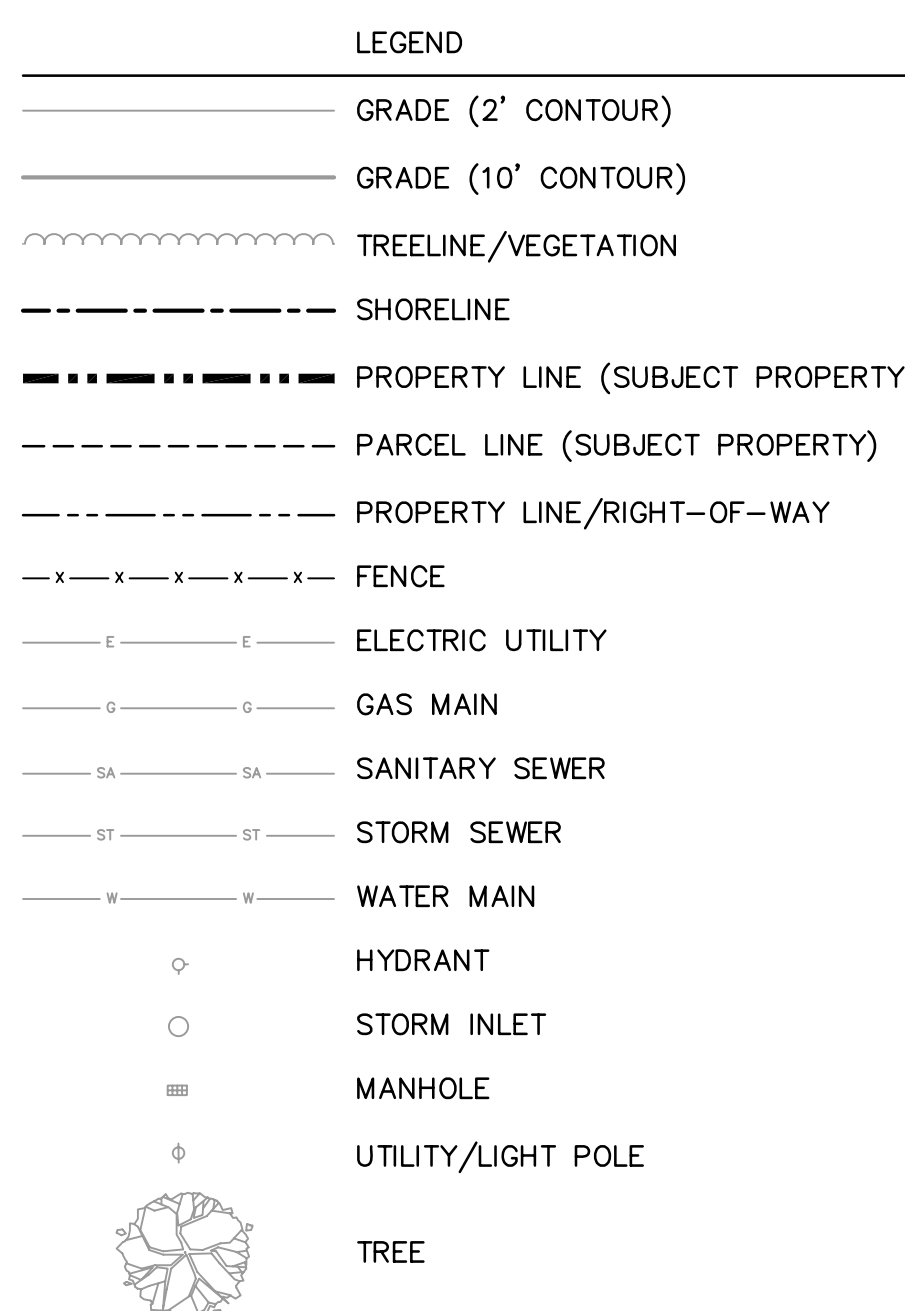 LEGEND
GRADE (2' CONTOUR)
GRADE (10' CONTOUR)
TREELINE/VEGETATION
SHORELINE
PROPERTY LINE (SUBJECT PROPERTY
PARCEL LINE (SUBJECT PROPERTY)
PROPERTY LINE/RIGHT-OF-WAY
X X X X X FENCE
E E ELECTRIC UTILITY
G G GAS MAIN
SA SA SANITARY SEWER
ST ST STORM SEWER
W W WATER MAIN
HYDRANT
STORM INLET
MANHOLE
UTILITY/LIGHT POLE
TREE